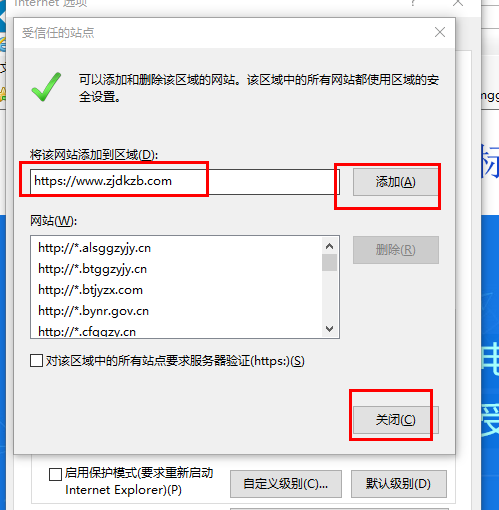 Internet 选项
受信任的站点
可以添加和删除该区域的网站。该区域中的所有网站都使用区域的安
全设置。
将该网站添加到区域(D):
https://www.zjdkzb.com
添加(A)
网站(W):
http://*.alsggzyjy.cn
http://*.btggzyjy.cn
http://*.btjyzx.com
http://*.bynr.gov.cn
http://*.cfggzy.cn
删除(R)
对该区域中的所有站点要求服务器验证(https:)(S)
关闭(C)
启用保护模式(要求重新启动
Internet Explorer)(P)
自定义级别(C)...
默认级别(D)